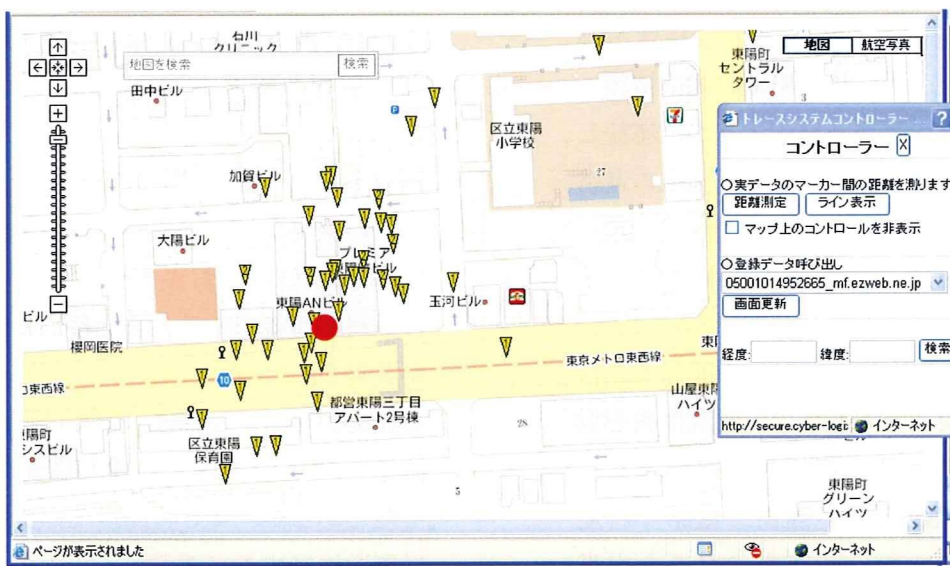 石川
クリニック
地図を検索
検索
田中ビル
加賀ビル
大陽ビル
ビル
櫻岡医院
プレミア
東陽ANビル
玉河ビル
区立東陽
小学校
27
東陽町
セントラル
タワー
3
地図
航空写真
トレースシステムコントローラー ...
?
コントローラー
X
○実データのマーカー間の距離を測ります
距離測定
ライン表示
マップ上のコントロールを非表示
○登録データ呼び出し
05001014952665_mf.ezweb.ne.jp
画面更新
経度:
緯度:
検索
http://secure.cyber-logi
インターネット
東京メトロ東西線
東西線
10
都営東陽三丁目
アパート2号棟
山屋東陽
ハイツ
28
区立東陽
保育園
陽町
シスビル
5
東陽町
グリーン
ハイツ
P
7
ページが表示されました
インターネット